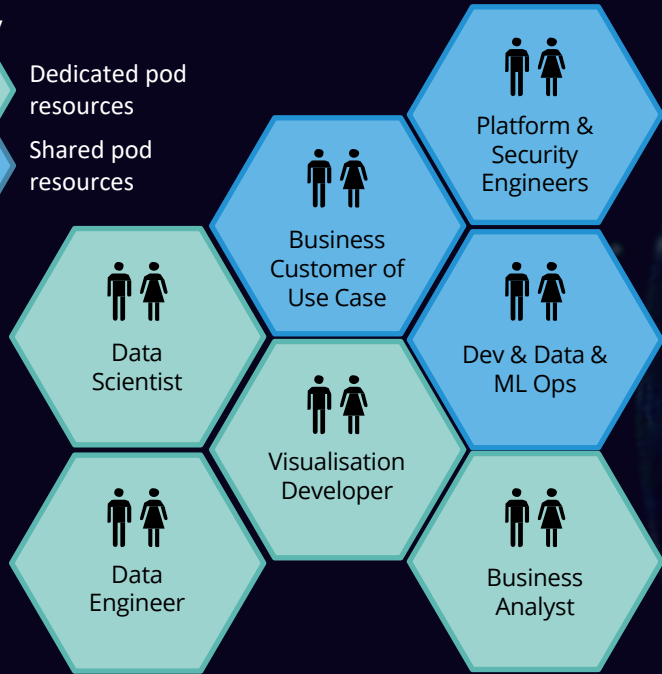 Dedicated pod
resources
Shared pod
resources
Platform &
Security
Engineers
Business
Customer of
Use Case
Data
Scientist
Dev & Data &
ML Ops
Visualisation
Developer
Data
Engineer
Business
Analyst